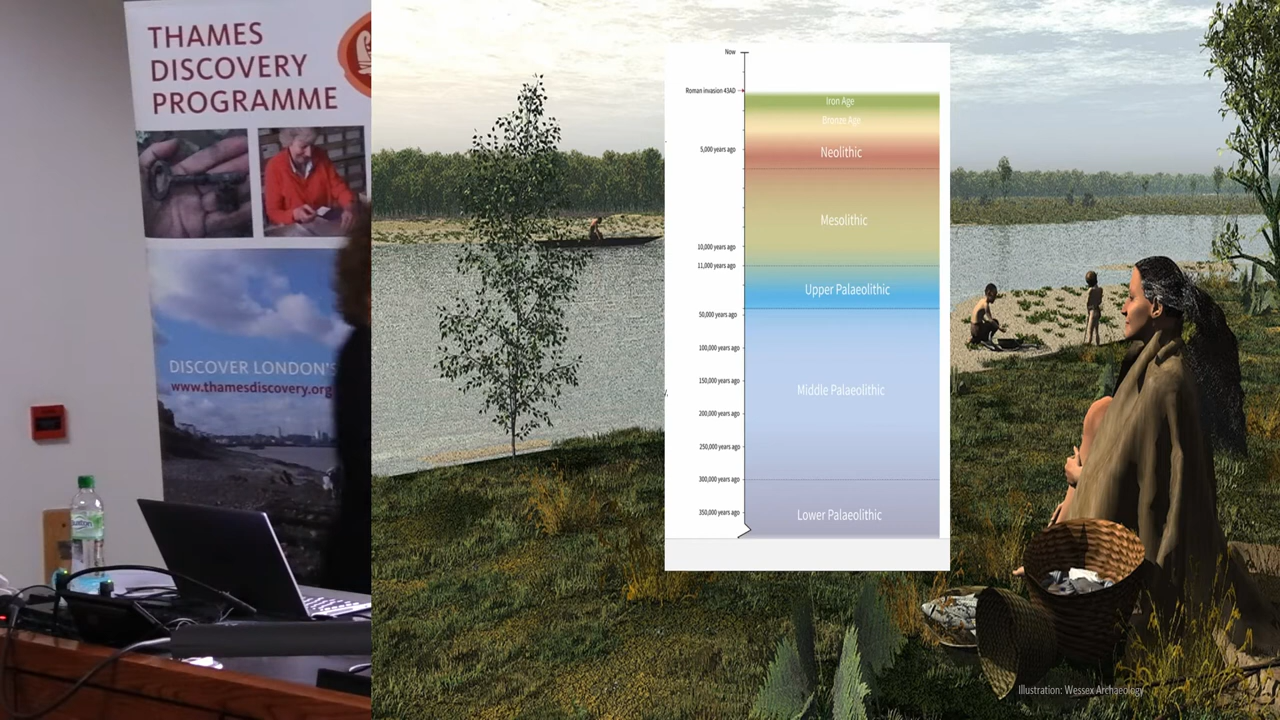 THAMES
DISCOVERY
PROGRAMME
DISCOVER LONDON'S
www.thamesdiscovery.org
Now
Roman invasion 43AD
Iron Age
Bronze Age
5,000 years ago
Neolithic
Mesolithic
10,000 years ago
11,000 years ago
Upper Palaeolithic
50,000 years ago
100,000 years ago
150,000 years ago
Middle Palaeolithic
200,000 years ago
250,000 years ago
300,000 years ago
350,000 years ago
Lower Palaeolithic
Illustration: Wessex Archaeology